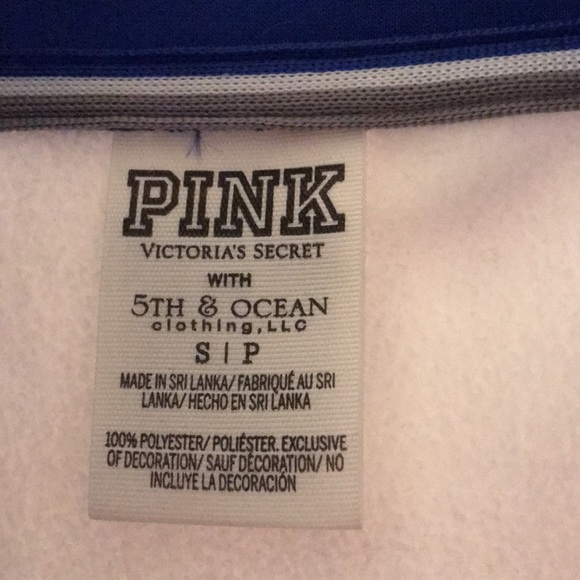 PINK
VICTORIA'S SECRET
WITH
5TH & OCEAN
clothing,LLC
S | P
MADE IN SRI LANKA/ FABRIQUÉ AU SRI
LANKA/ HECHO EN SRI LANKA
100% POLYESTER/ POLIÉSTER. EXCLUSIVE
OF DECORATION/ SAUF DÉCORATION/ NO
INCLUYE LA DECORACIÓN